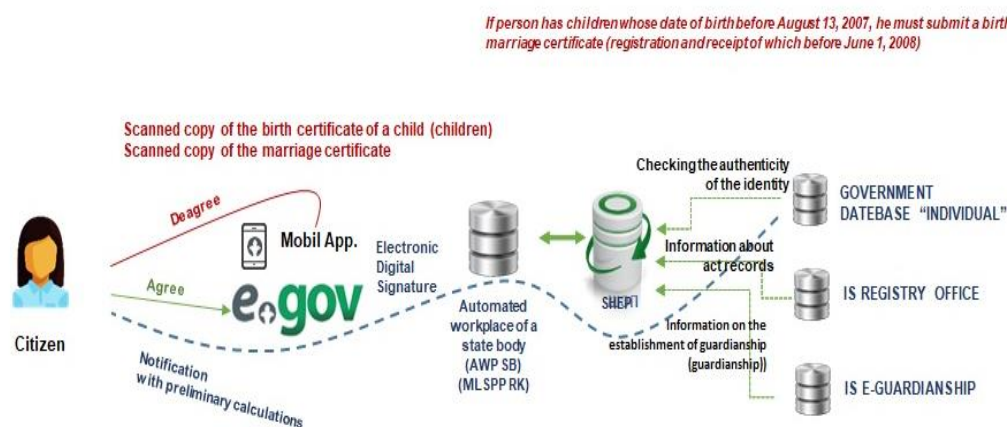 If person has children whose date of birth before August 13, 2007, he must submit a birth
marriage certificate (registration and receipt of which before June 1, 2008)
Scanned copy of the birth certificate of a child (children)
Scanned copy of the marriage certificate
Checking the authenticity
of the identity
GOVERNMENT
DATEBASE "INDIVIDUAL"
Deagree
Mobil App.
Electronic
Digital
Signature
Information about
act records
Agree
e.gov
SHEP
IS REGISTRY OFFICE
Automated
workplace of a
state body
(AWP SB)
(MLSPP RK)
Information on the
establishment of guardianship
(guardianship))
Citizen
Notification
with preliminary calculations
IS E-GUARDIANSHIP